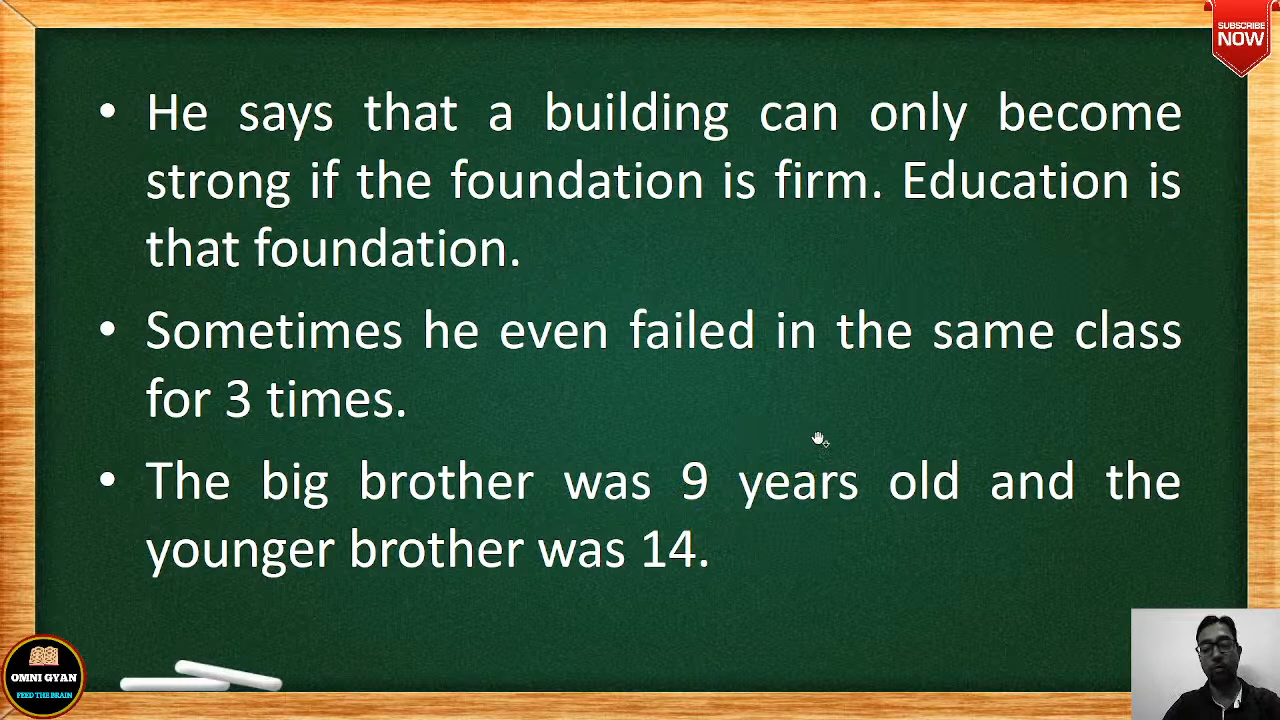 SUBSCRIBE
NOW
• He says that a building can only become
strong if the foundation is firm. Education is
that foundation.
• Sometimes he even failed in the same class
for 3 times.
• The big brother was 9 years old and the
younger brother was 14.
OMNI GYAN
FEED THE BRAIN